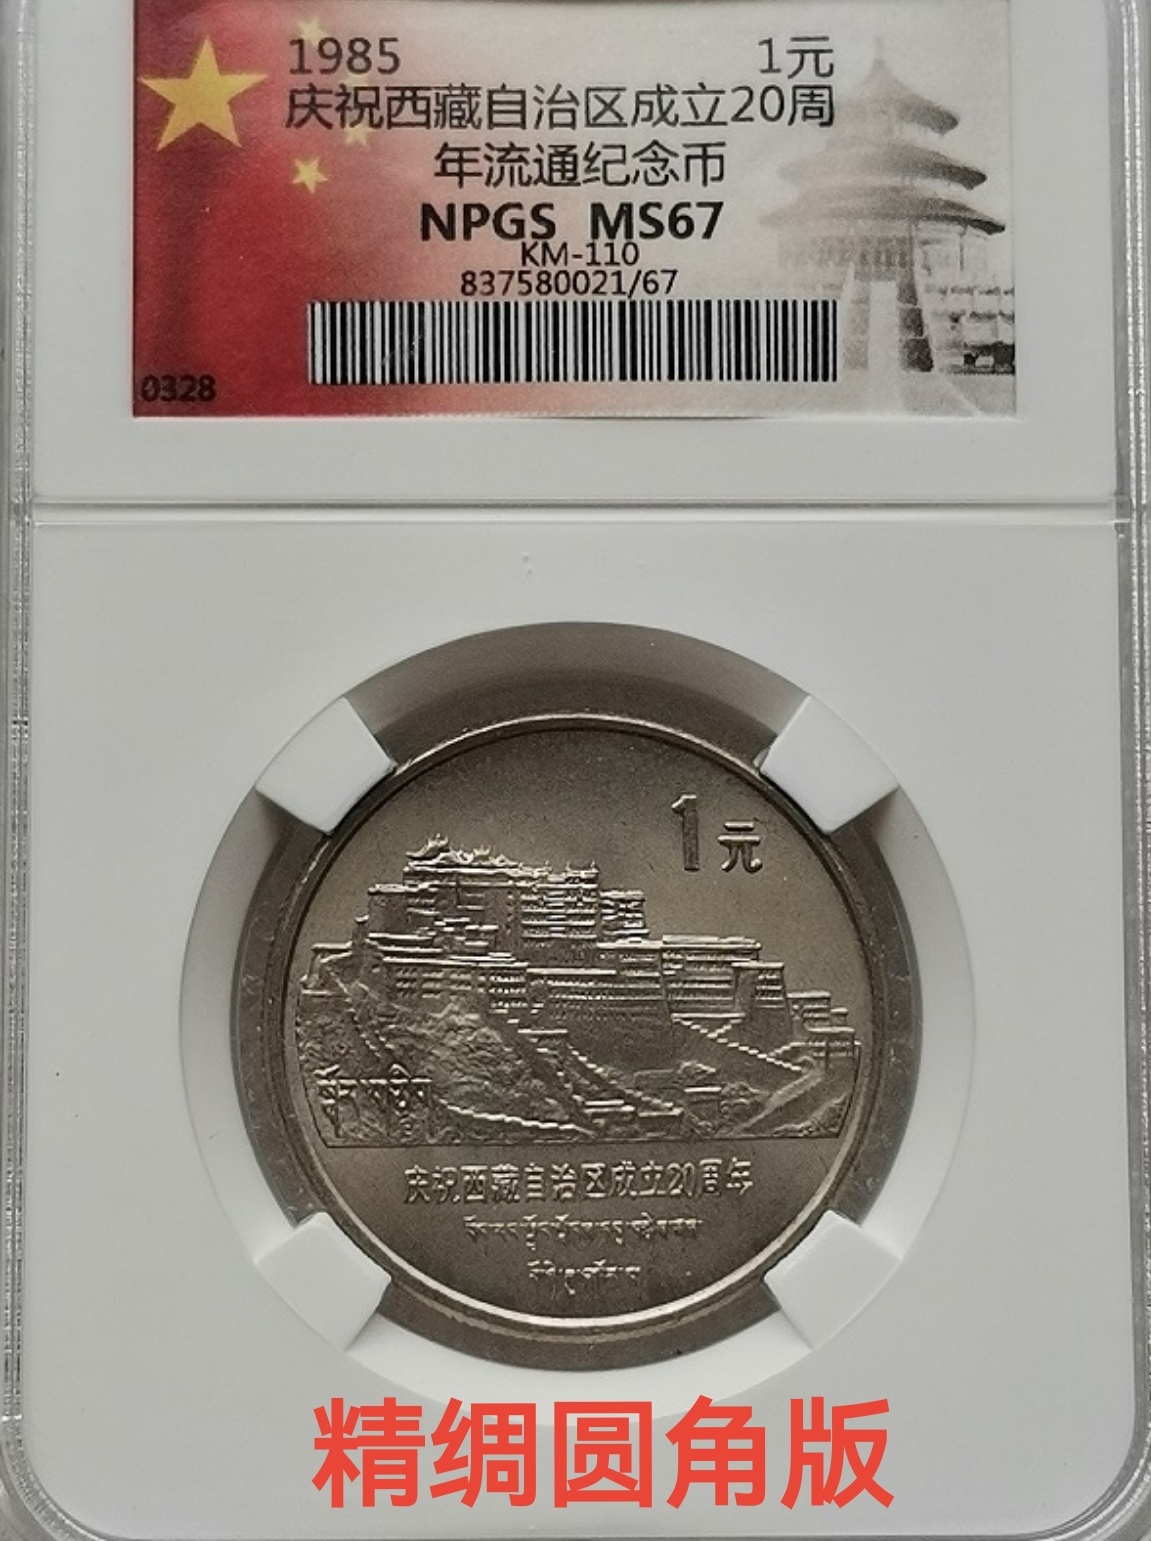 1985 1元
庆祝西藏自治区成立20周
年流通纪念币
NPGS MS67
KM-110
837580021/67
0328
1元
庆祝西藏自治区成立20周年
精绸圆角版